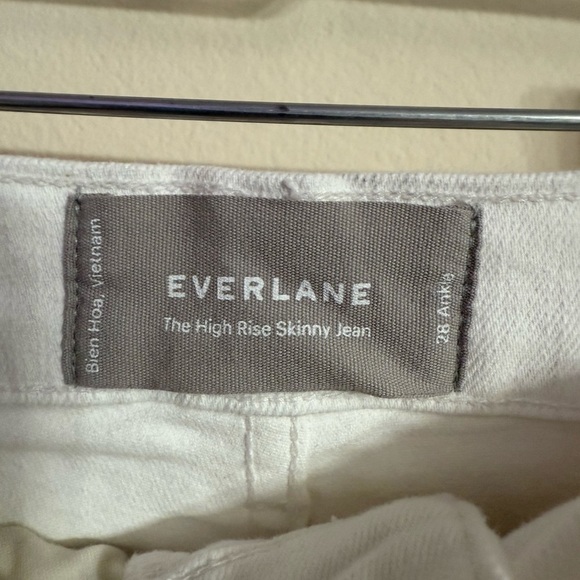 Bien Hoa, Vietnam
EVERLANE
The High Rise Skinny Jean
28 Ankle